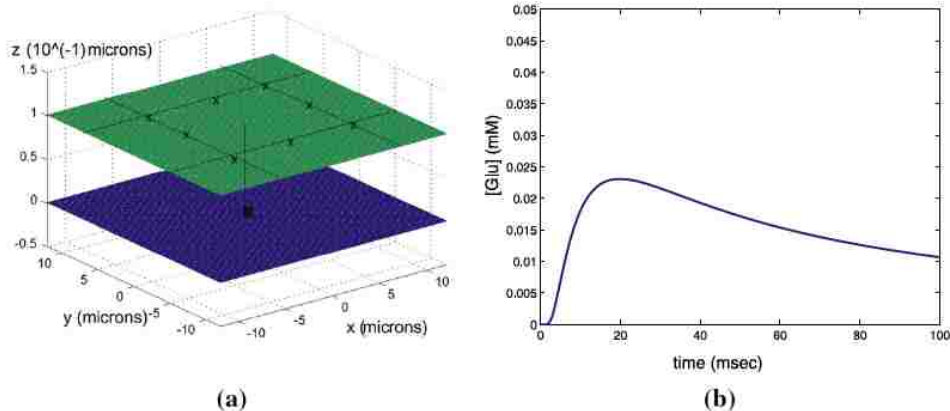 z (10^(-1) microns)
1.5
1
0.5
0
-0.5
10
5
0
-5
-10
y (microns)
-10
-5
0
5
10
x (microns)
x x x x x x x x
(a)
0.05
0.045
0.04
0.035
0.03
0.025
0.02
0.015
0.01
0.005
0
[Glu] (mM)
0 20 40 60 80 100
time (msec)
(b)